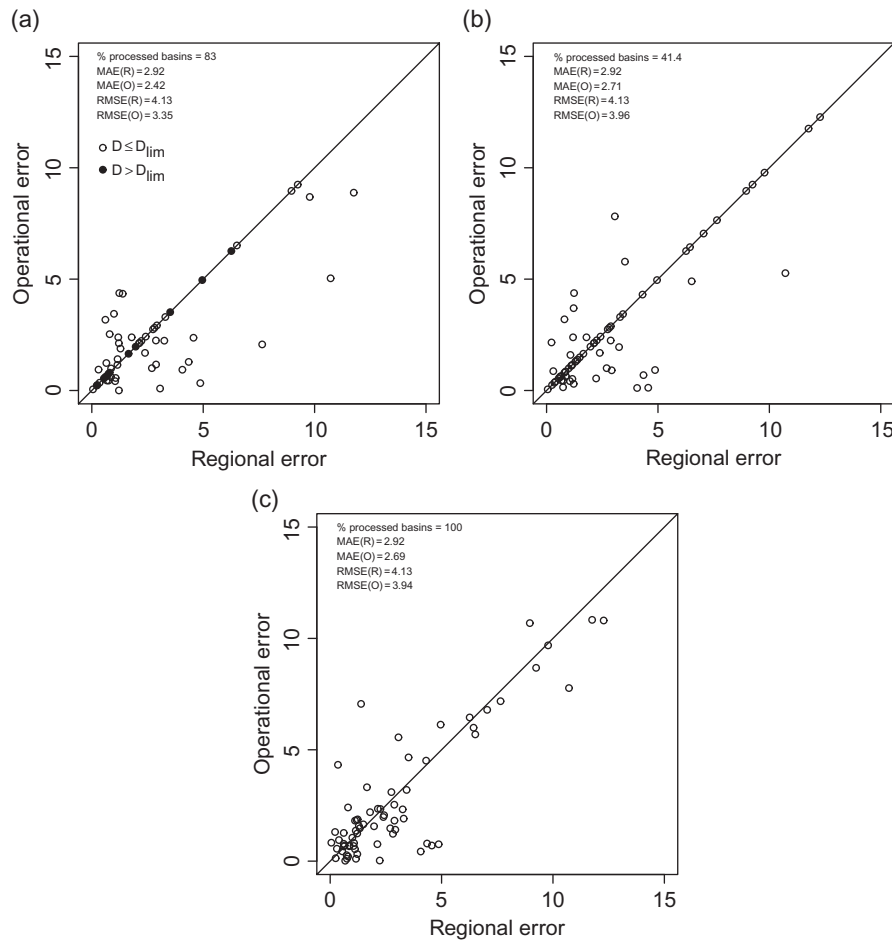 (a)
% processed basins = 83
MAE(R)=2.92
MAE(O)=2.42
RMSE(R)=4.13
RMSE(O)=3.35
D ≤ Dlim
D > Dlim
Operational error
15
10
5
0
0 5 10 15
Regional error
(b)
% processed basins = 41.4
MAE(R)=2.92
MAE(O)=2.71
RMSE(R)=4.13
RMSE(O)=3.96
Operational error
15
10
5
0
0 5 10 15
Regional error
(c)
% processed basins = 100
MAE(R)=2.92
MAE(O)=2.69
RMSE(R)=4.13
RMSE(O)=3.94
Operational error
15
10
5
0
0 5 10 15
Regional error